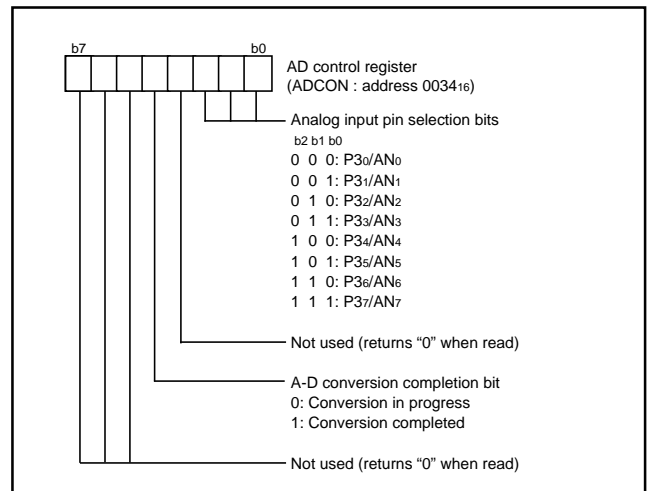 b7 b0
AD control register
(ADCON : address 003416)
Analog input pin selection bits
b2 b1 b0
0 0 0: P30/AN0
0 0 1: P31/AN1
0 1 0: P32/AN2
0 1 1: P33/AN3
1 0 0: P34/AN4
1 0 1: P35/AN5
1 1 0: P36/AN6
1 1 1: P37/AN7
Not used (returns “0” when read)
A-D conversion completion bit
0: Conversion in progress
1: Conversion completed
Not used (returns “0” when read)